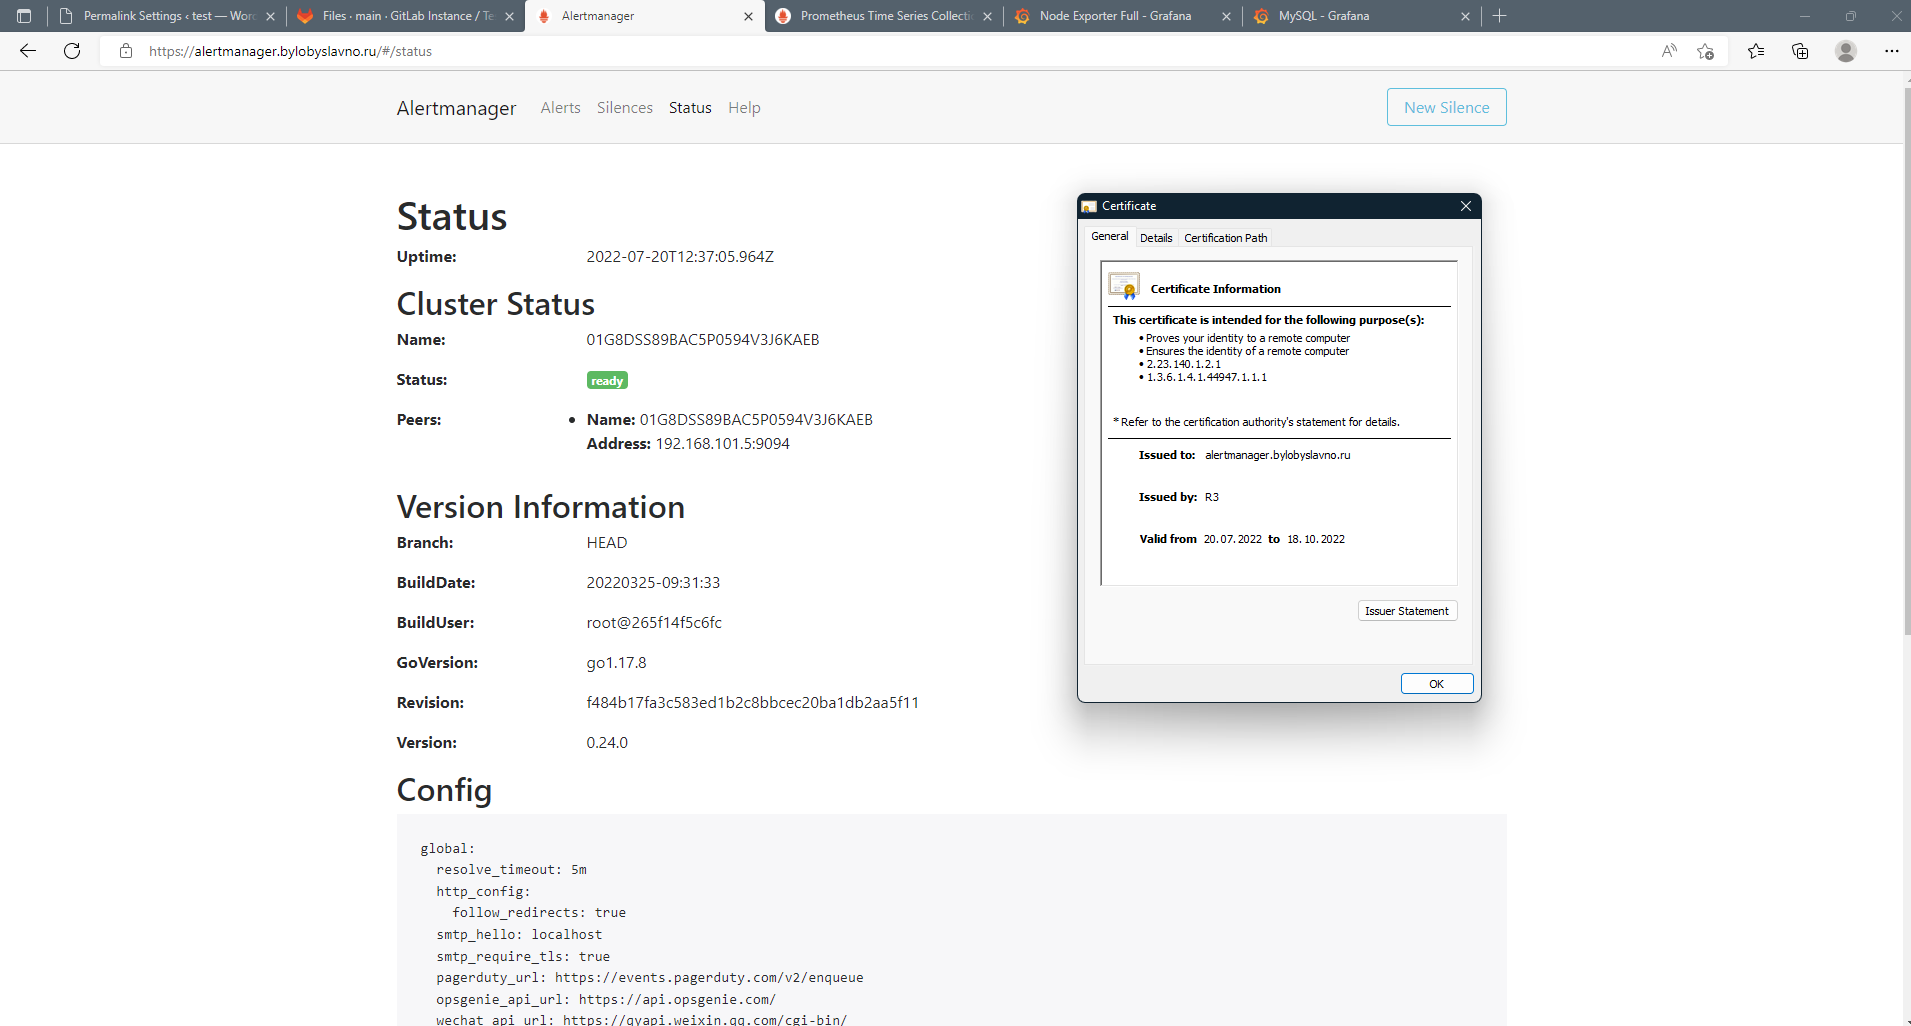 Permalink Settings ‹ test — Wor
Files · main · GitLab Instance / Te
Alertmanager
Prometheus Time Series Collecti
Node Exporter Full - Grafana
MySQL - Grafana
https://alertmanager.bylobyslavno.ru/#/status
Alertmanager Alerts Silences Status Help New Silence
Status
Uptime: 2022-07-20T12:37:05.964Z
Cluster Status
Name: 01G8DSS89BAC5P0594V3J6KAEB
Status: ready
Peers: • Name: 01G8DSS89BAC5P0594V3J6KAEB
Address: 192.168.101.5:9094
Version Information
Branch: HEAD
BuildDate: 20220325-09:31:33
BuildUser: root@265f14f5c6fc
GoVersion: go1.17.8
Revision: f484b17fa3c583ed1b2c8bbcec20ba1db2aa5f11
Version: 0.24.0
Config
global:
resolve_timeout: 5m
http_config:
follow_redirects: true
smtp_hello: localhost
smtp_require_tls: true
pagerduty_url: https://events.pagerduty.com/v2/enqueue
opsgenie_api_url: https://api.opsgenie.com/
wechat_api_url: https://qyapi.weixin.qq.com/cgi-bin/
Certificate
General Details Certification Path
Certificate Information
This certificate is intended for the following purpose(s):
• Proves your identity to a remote computer
• Ensures the identity of a remote computer
• 2.23.140.1.2.1
• 1.3.6.1.4.1.44947.1.1.1
* Refer to the certification authority's statement for details.
Issued to: alertmanager.bylobyslavno.ru
Issued by: R3
Valid from 20.07.2022 to 18.10.2022
Issuer Statement
OK